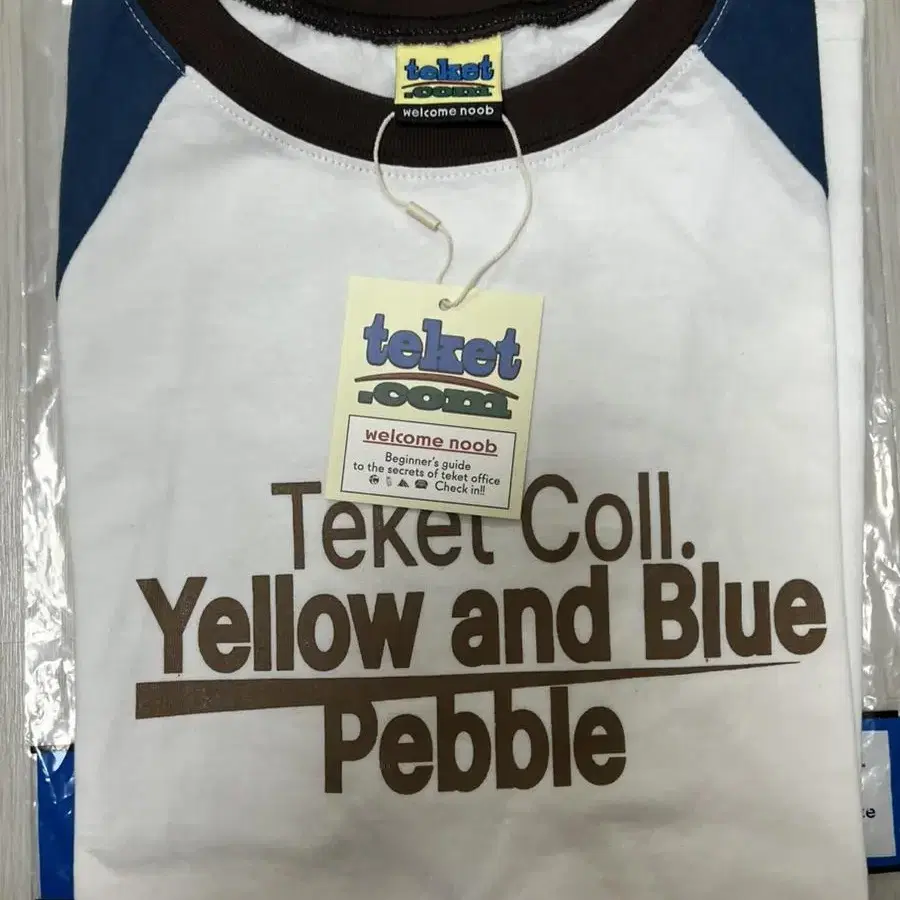 teket
.com
welcome noob
teket
.com
welcome noob
Beginner's guide
to the secrets of teket office
Check in!!
Teket Coll.
Yellow and Blue
Pebble